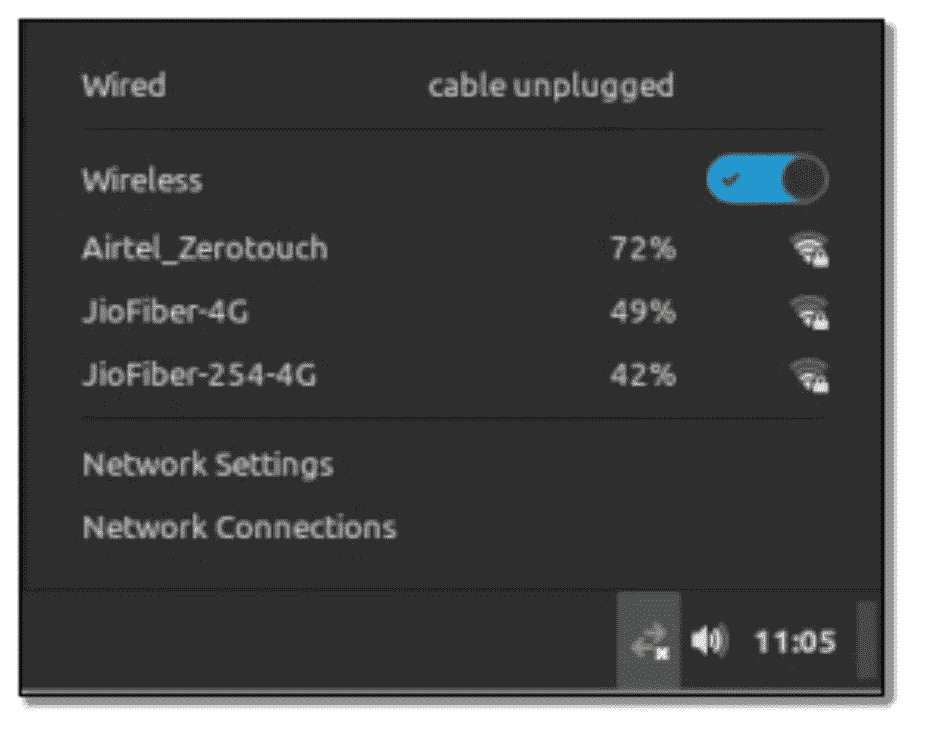 Wired cable unplugged
Wireless
Airtel_Zerotouch 72%
JioFiber-4G 49%
JioFiber-254-4G 42%
Network Settings
Network Connections
11:05